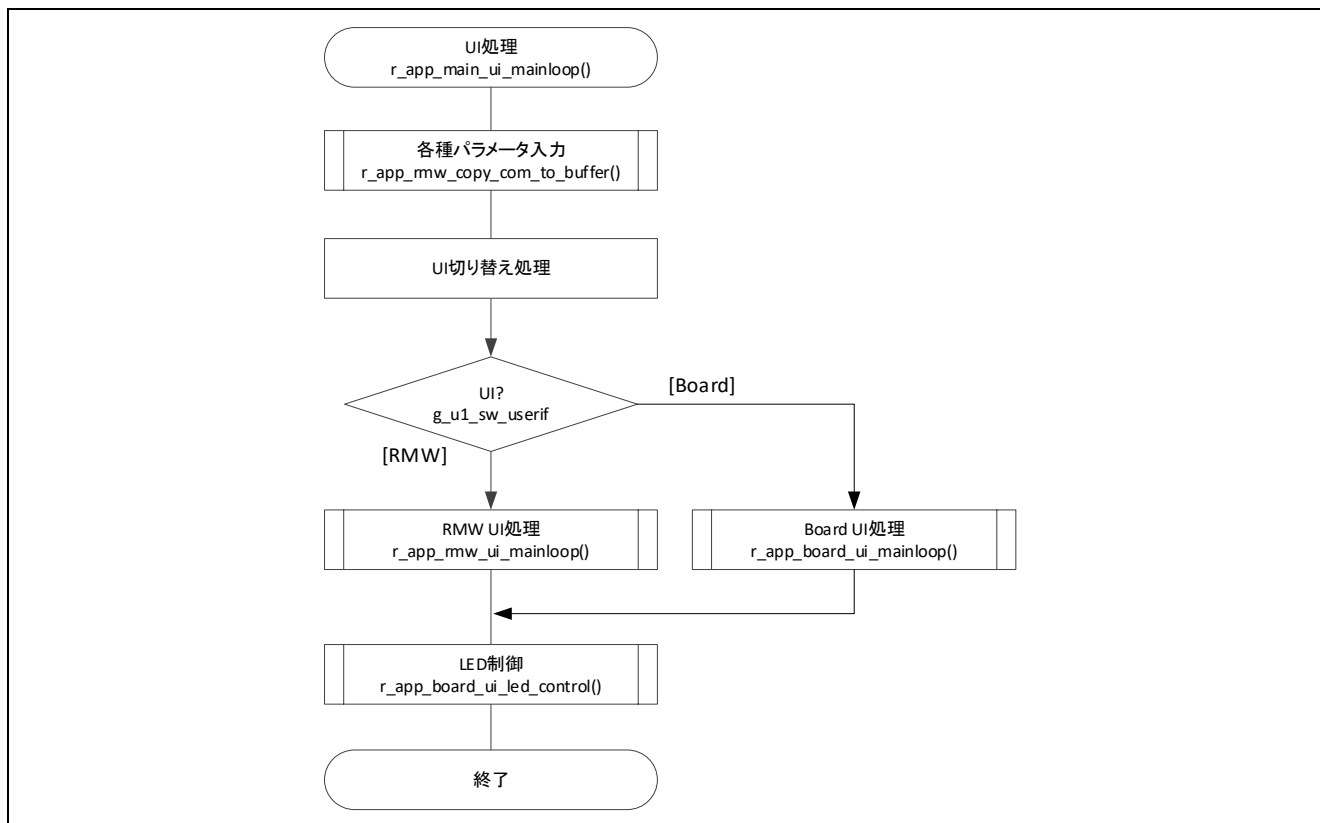 UI処理
r_app_main_ui_mainloop()
各種パラメータ入力
r_app_rmw_copy_com_to_buffer()
UI切り替え処理
UI?
g_u1_sw_userif
[Board]
[RMW]
RMW UI処理
r_app_rmw_ui_mainloop()
Board UI処理
r_app_board_ui_mainloop()
LED制御
r_app_board_ui_led_control()
終了